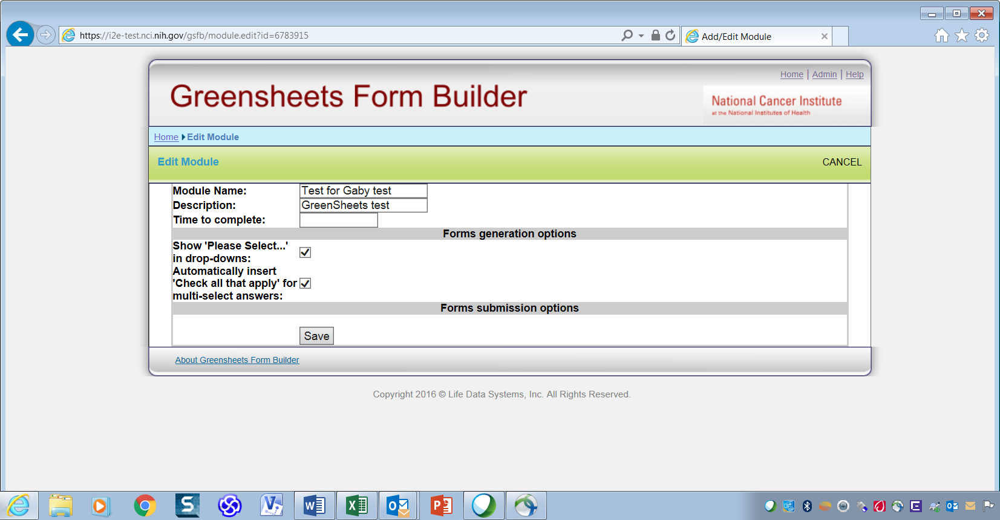 https://i2e-test.nci.nih.gov/gsfb/module.edit?id=6783915
Add/Edit Module
Home | Admin | Help
Greensheets Form Builder
National Cancer Institute
at the National Institutes of Health
Home Edit Module
Edit Module
CANCEL
Module Name: Test for Gaby test
Description: GreenSheets test
Time to complete:
Forms generation options
Show 'Please Select...'
in drop-downs:
Automatically insert
'Check all that apply' for
multi-select answers:
Forms submission options
Save
About Greensheets Form Builder
Copyright 2016 © Life Data Systems, Inc. All Rights Reserved.